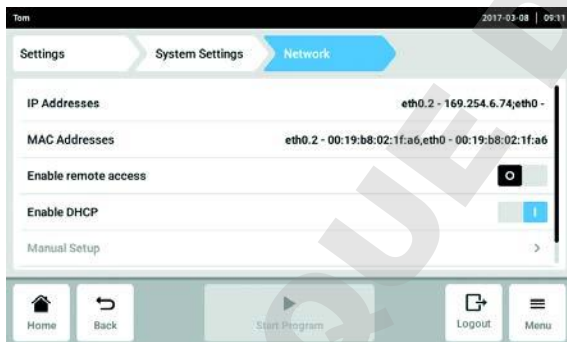 Tom 2017-03-08 | 09:11
Settings System Settings Network
IP Addresses eth0.2 - 169.254.6.74;eth0 -
MAC Addresses eth0.2 - 00:19:b8:02:1f:a6,eth0 - 00:19:b8:02:1f:a6
Enable remote access O
Enable DHCP I
Manual Setup >
Home Back Start Program Logout Menu